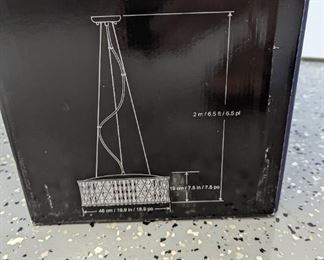 2 m / 6.5 ft / 6.5 pi
19 cm / 7.5 in / 7.5 po
48 cm / 18.9 in / 18.9 po